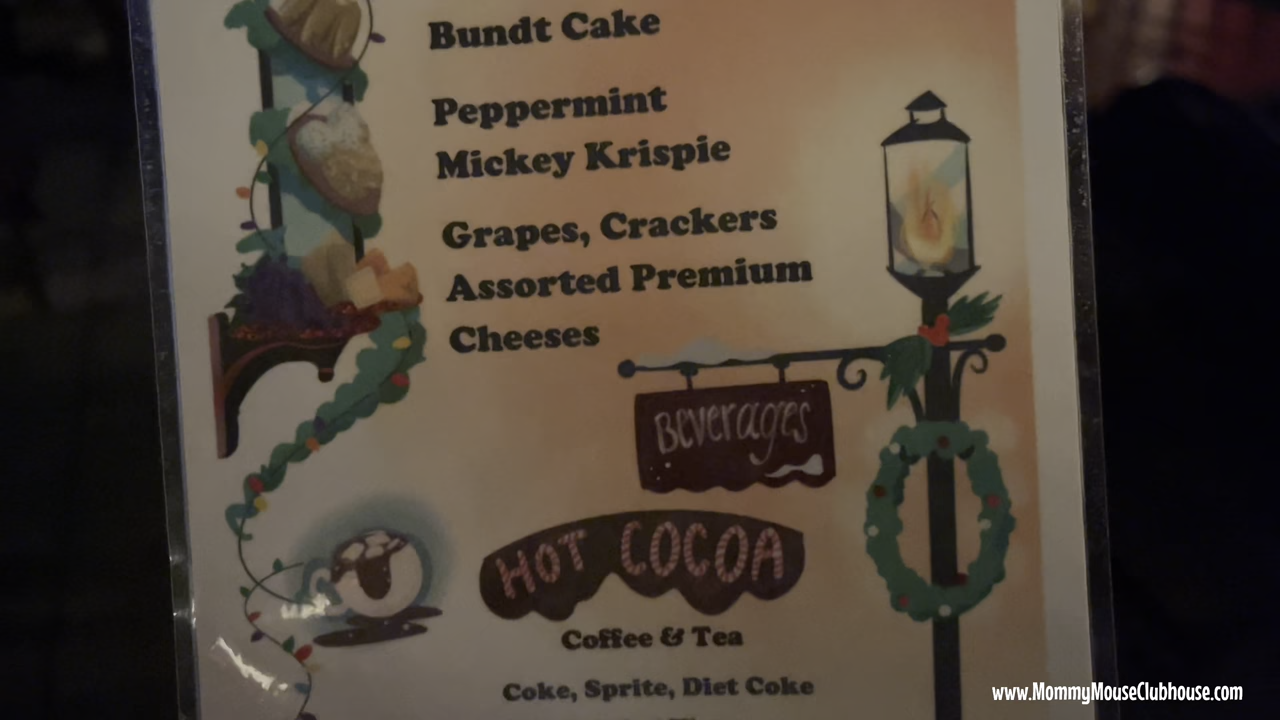 Bundt Cake
Peppermint
Mickey Krispie
Grapes, Crackers
Assorted Premium
Cheeses
Beverages
HOT COCOA
Coffee & Tea
Coke, Sprite, Diet Coke
www.MommyMouseClubhouse.com